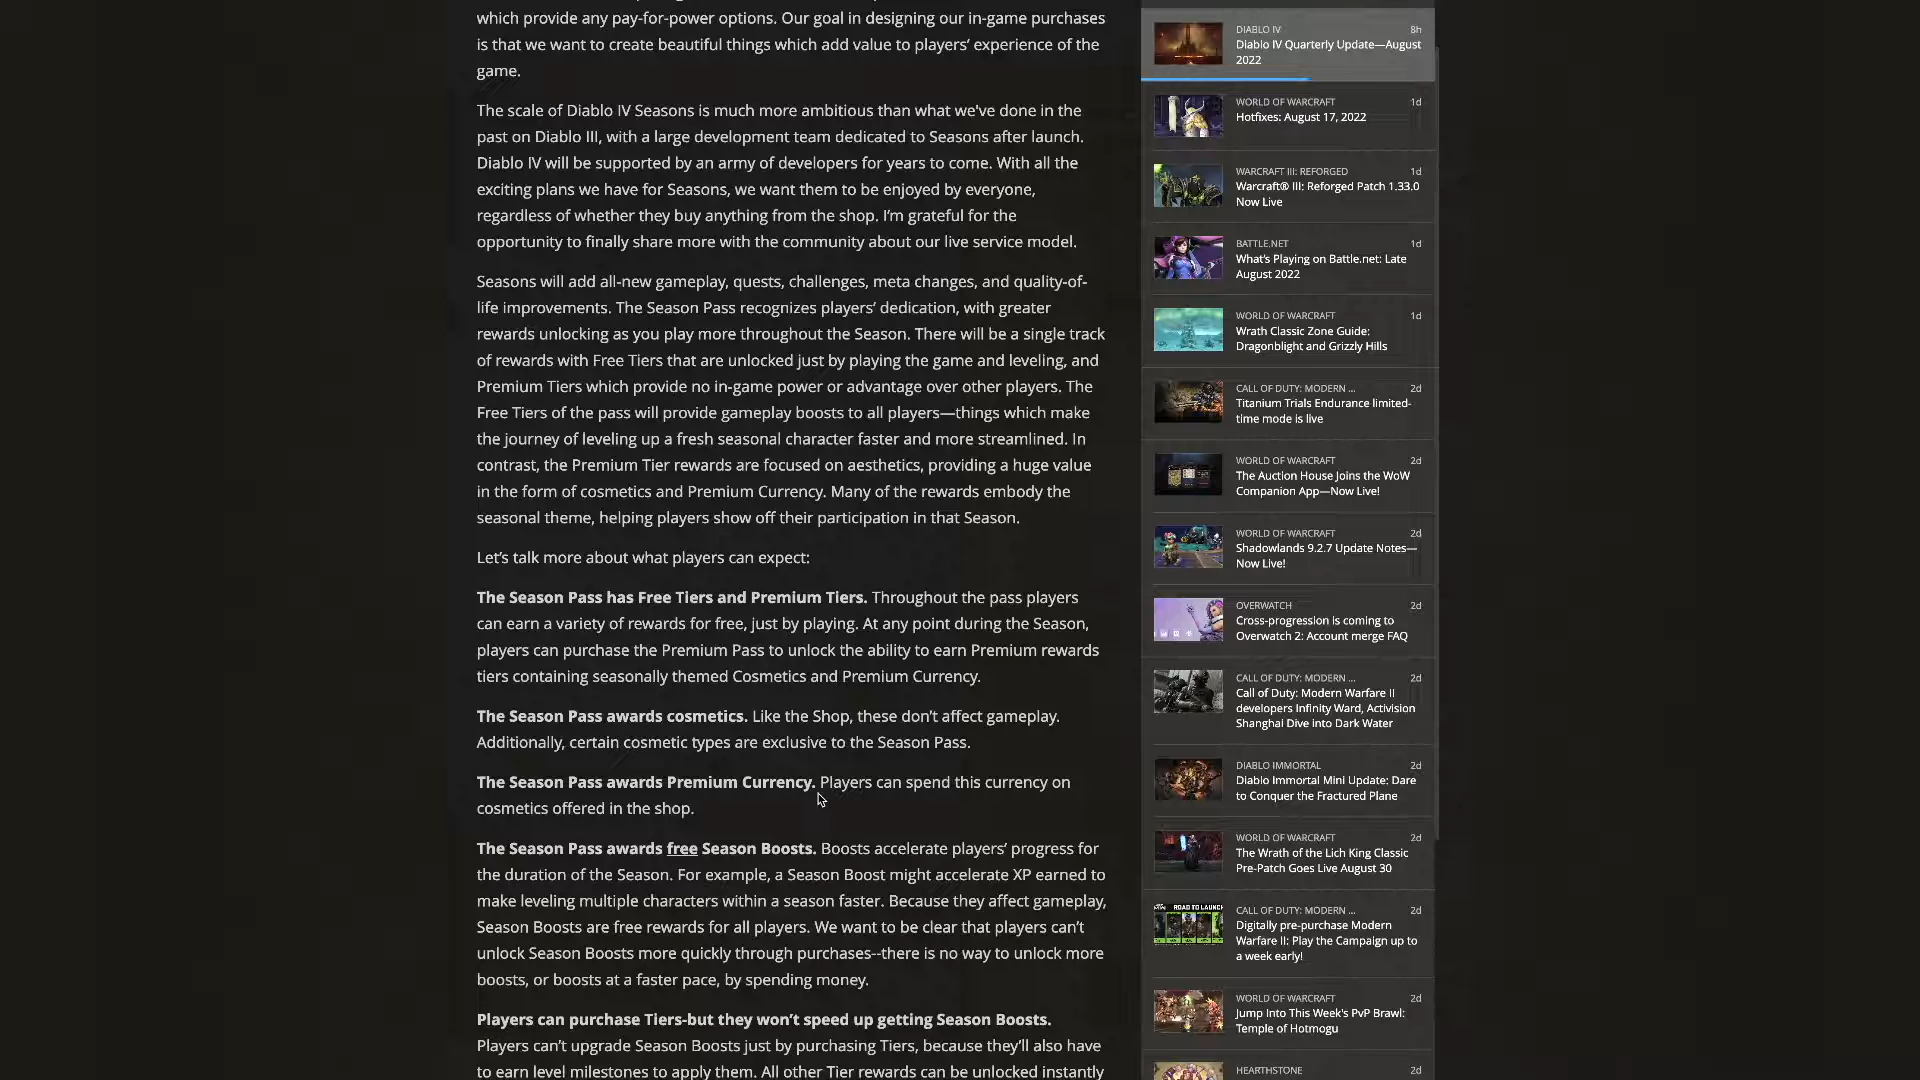 which provide any pay-for-power options. Our goal in designing our in-game purchases
is that we want to create beautiful things which add value to players’ experience of the
game.
The scale of Diablo IV Seasons is much more ambitious than what we've done in the
past on Diablo III, with a large development team dedicated to Seasons after launch.
Diablo IV will be supported by an army of developers for years to come. With all the
exciting plans we have for Seasons, we want them to be enjoyed by everyone,
regardless of whether they buy anything from the shop. I’m grateful for the
opportunity to finally share more with the community about our live service model.
Seasons will add all-new gameplay, quests, challenges, meta changes, and quality-of-
life improvements. The Season Pass recognizes players’ dedication, with greater
rewards unlocking as you play more throughout the Season. There will be a single track
of rewards with Free Tiers that are unlocked just by playing the game and leveling, and
Premium Tiers which provide no in-game power or advantage over other players. The
Free Tiers of the pass will provide gameplay boosts to all players—things which make
the journey of leveling up a fresh seasonal character faster and more streamlined. In
contrast, the Premium Tier rewards are focused on aesthetics, providing a huge value
in the form of cosmetics and Premium Currency. Many of the rewards embody the
seasonal theme, helping players show off their participation in that Season.
Let’s talk more about what players can expect:
The Season Pass has Free Tiers and Premium Tiers. Throughout the pass players
can earn a variety of rewards for free, just by playing. At any point during the Season,
players can purchase the Premium Pass to unlock the ability to earn Premium rewards
tiers containing seasonally themed Cosmetics and Premium Currency.
The Season Pass awards cosmetics. Like the Shop, these don’t affect gameplay.
Additionally, certain cosmetic types are exclusive to the Season Pass.
The Season Pass awards Premium Currency. Players can spend this currency on
cosmetics offered in the shop.
The Season Pass awards free Season Boosts. Boosts accelerate players’ progress for
the duration of the Season. For example, a Season Boost might accelerate XP earned to
make leveling multiple characters within a season faster. Because they affect gameplay,
Season Boosts are free rewards for all players. We want to be clear that players can’t
unlock Season Boosts more quickly through purchases--there is no way to unlock more
boosts, or boosts at a faster pace, by spending money.
Players can purchase Tiers-but they won’t speed up getting Season Boosts.
Players can’t upgrade Season Boosts just by purchasing Tiers, because they’ll also have
to earn level milestones to apply them. All other Tier rewards can be unlocked instantly
DIABLO IV 8h
Diablo IV Quarterly Update—August
2022
WORLD OF WARCRAFT 1d
Hotfixes: August 17, 2022
WARCRAFT III: REFORGED 1d
Warcraft® III: Reforged Patch 1.33.0
Now Live
BATTLE.NET 1d
What’s Playing on Battle.net: Late
August 2022
WORLD OF WARCRAFT 1d
Wrath Classic Zone Guide:
Dragonblight and Grizzly Hills
CALL OF DUTY: MODERN ... 2d
Titanium Trials Endurance limited-
time mode is live
WORLD OF WARCRAFT 2d
The Auction House Joins the WoW
Companion App—Now Live!
WORLD OF WARCRAFT 2d
Shadowlands 9.2.7 Update Notes—
Now Live!
OVERWATCH 2d
Cross-progression is coming to
Overwatch 2: Account merge FAQ
CALL OF DUTY: MODERN ... 2d
Call of Duty: Modern Warfare II
developers Infinity Ward, Activision
Shanghai Dive into Dark Water
DIABLO IMMORTAL 2d
Diablo Immortal Mini Update: Dare
to Conquer the Fractured Plane
WORLD OF WARCRAFT 2d
The Wrath of the Lich King Classic
Pre-Patch Goes Live August 30
ROAD TO LAUNCH
CALL OF DUTY: MODERN ... 2d
Digitally pre-purchase Modern
Warfare II: Play the Campaign up to
a week early!
WORLD OF WARCRAFT 2d
Jump Into This Week's PvP Brawl:
Temple of Hotmogu
HEARTHSTONE 2d